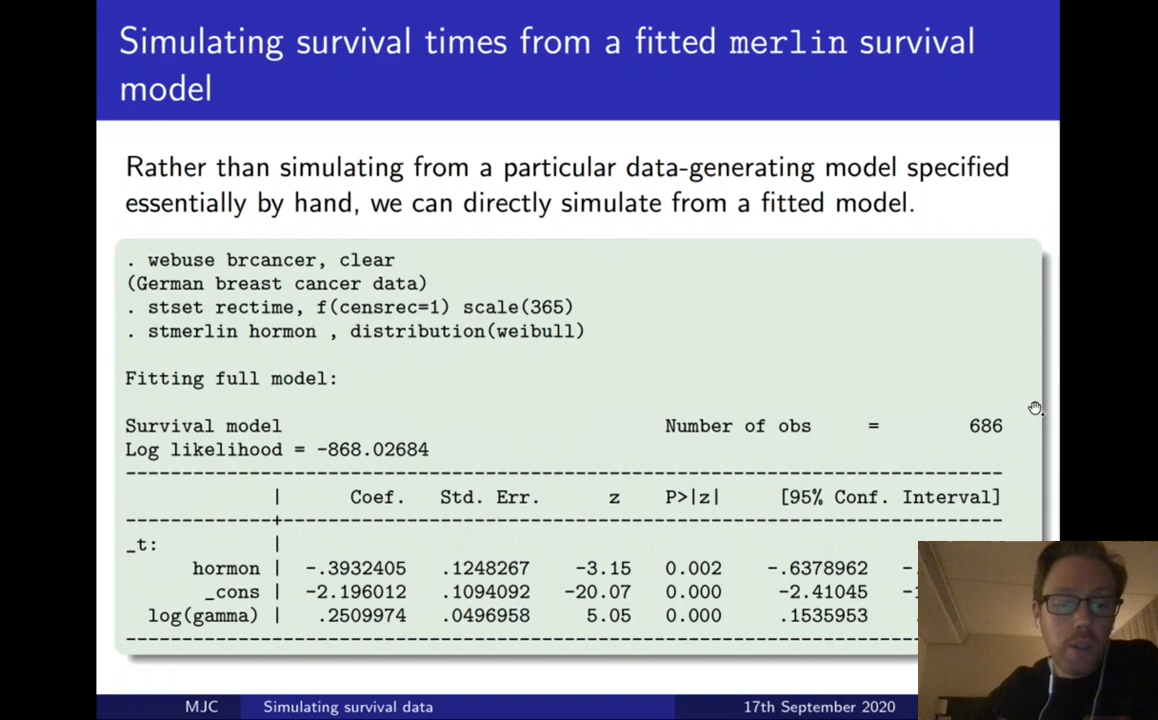 Simulating survival times from a fitted merlin survival
model
Rather than simulating from a particular data-generating model specified
essentially by hand, we can directly simulate from a fitted model.
. webuse brcancer, clear
(German breast cancer data)
. stset rectime, f(censrec=1) scale(365)
. stmerlin hormon , distribution(weibull)
Fitting full model:
Survival model Number of obs = 686
Log likelihood = -868.02684
| Coef. Std. Err. z P>|z| [95% Conf. Interval]
_t: |
hormon | -.3932405 .1248267 -3.15 0.002 -.6378962
_cons | -2.196012 .1094092 -20.07 0.000 -2.41045
log(gamma) | .2509974 .0496958 5.05 0.000 .1535953
MJC Simulating survival data 17th September 2020